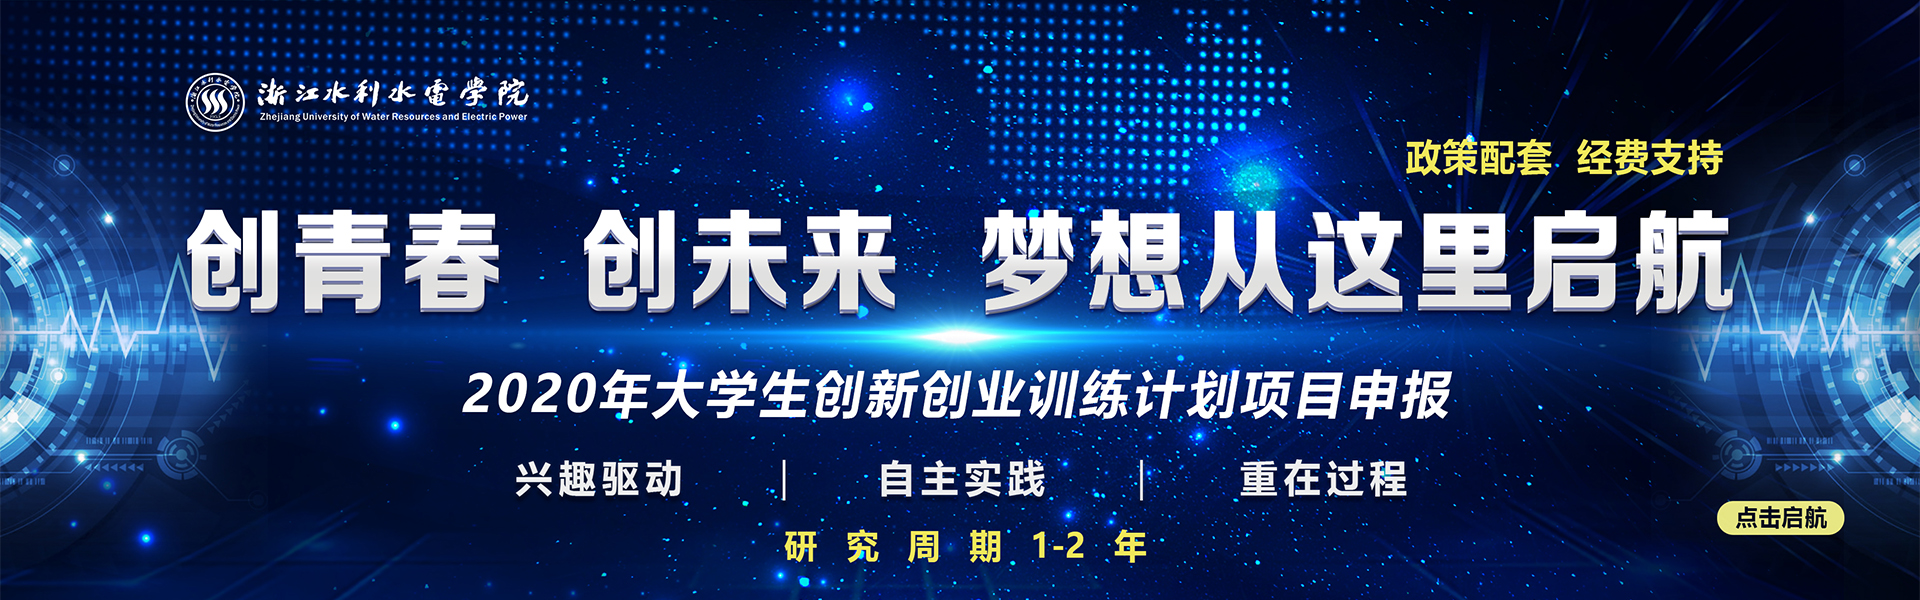 浙江水利水電學院
Zhejiang University of Water Resources and Electric Power
政策配套 经费支持
创青春 创未来 梦想从这里启航
2020年大学生创新创业训练计划项目申报
兴趣驱动 | 自主实践 | 重在过程
研究周期1-2年
点击启航